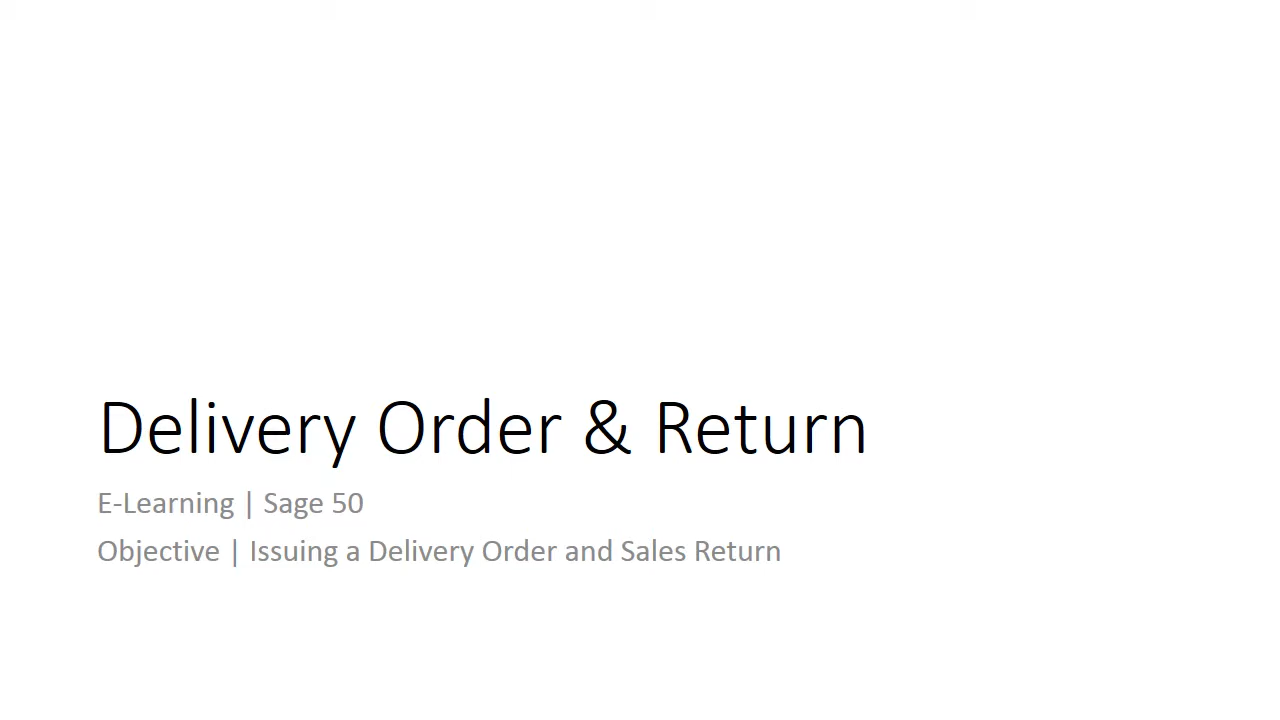 Delivery Order & Return
E-Learning | Sage 50
Objective | Issuing a Delivery Order and Sales Return